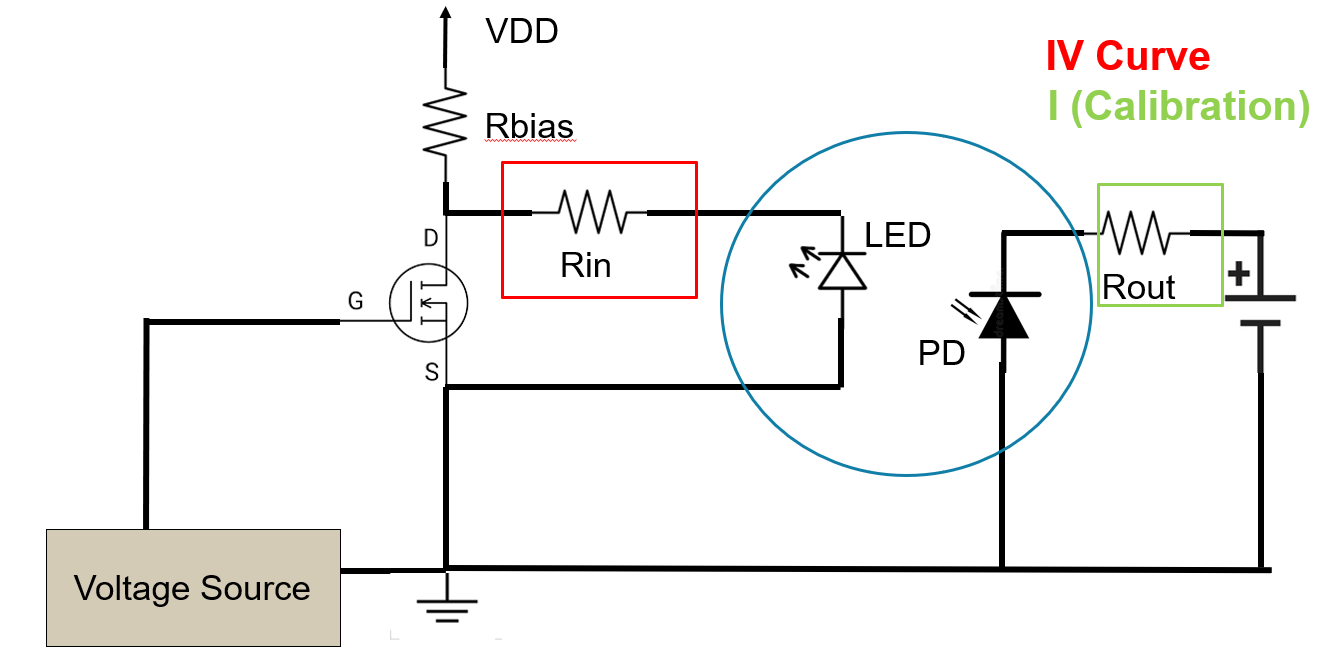 VDD
IV Curve
I (Calibration)
Rbias
D
LED
Rin
G
+
Rout
PD
S
Voltage Source